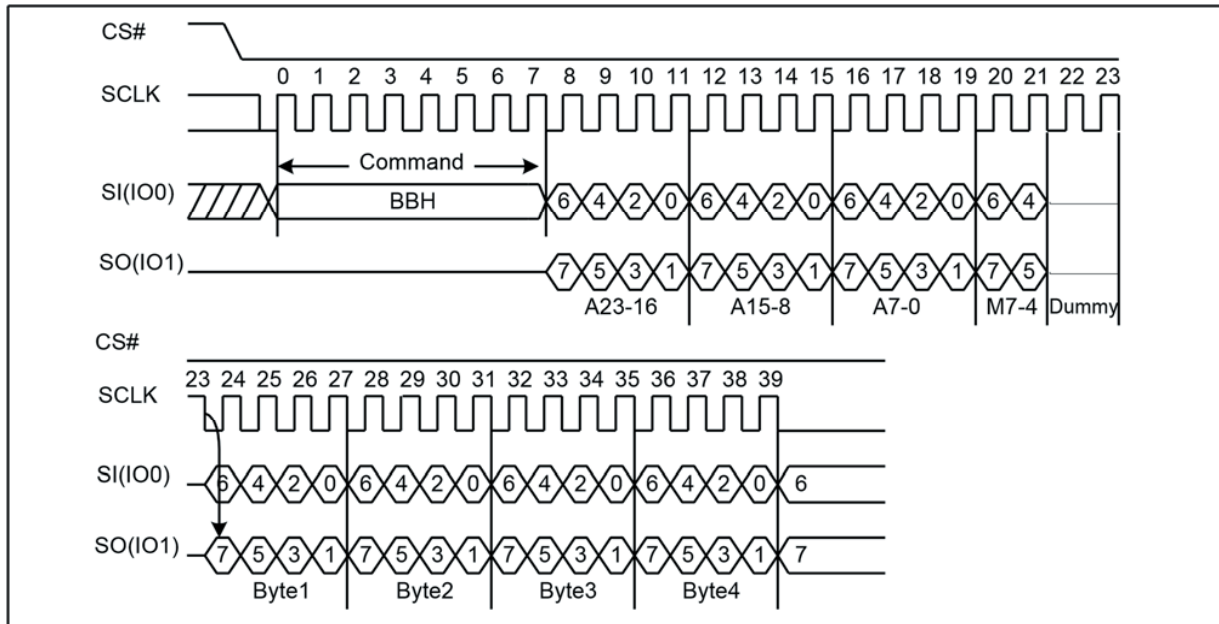 CS#
0 1 2 3 4 5 6 7 8 9 10 11 12 13 14 15 16 17 18 19 20 21 22 23
SCLK
Command
SI(IO0) BBH 6 4 2 0 6 4 2 0 6 4 2 0 6 4
SO(IO1) 7 5 3 1 7 5 3 1 7 5 3 1 7 5
A23-16 A15-8 A7-0 M7-4 Dummy
CS#
23 24 25 26 27 28 29 30 31 32 33 34 35 36 37 38 39
SCLK
SI(IO0) 6 4 2 0 6 4 2 0 6 4 2 0 6 4 2 0 6
SO(IO1) 7 5 3 1 7 5 3 1 7 5 3 1 7 5 3 1 7
Byte1 Byte2 Byte3 Byte4